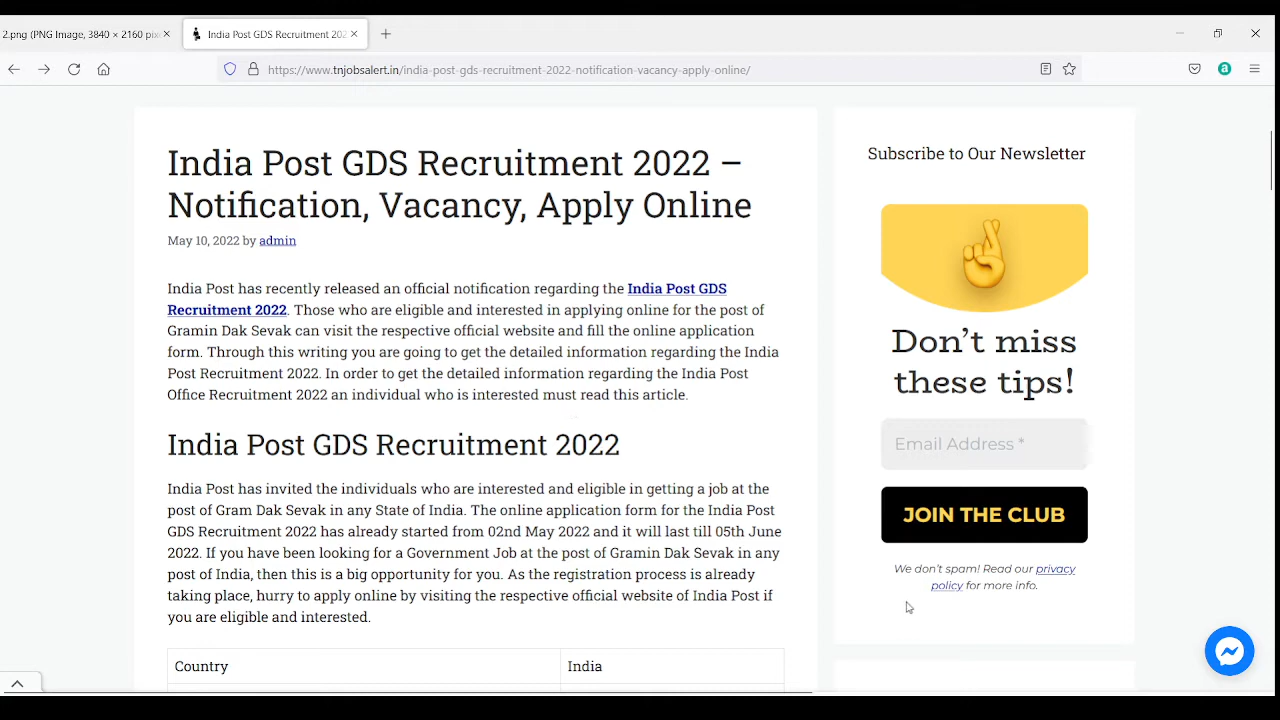 2.png (PNG Image, 3840 × 2160 pix
India Post GDS Recruitment 202
https://www.tnjobsalert.in/india-post-gds-recruitment-2022-notification-vacancy-apply-online/
India Post GDS Recruitment 2022 –
Notification, Vacancy, Apply Online
May 10, 2022 by admin
India Post has recently released an official notification regarding the India Post GDS
Recruitment 2022. Those who are eligible and interested in applying online for the post of
Gramin Dak Sevak can visit the respective official website and fill the online application
form. Through this writing you are going to get the detailed information regarding the India
Post Recruitment 2022. In order to get the detailed information regarding the India Post
Office Recruitment 2022 an individual who is interested must read this article.
India Post GDS Recruitment 2022
India Post has invited the individuals who are interested and eligible in getting a job at the
post of Gram Dak Sevak in any State of India. The online application form for the India Post
GDS Recruitment 2022 has already started from 02nd May 2022 and it will last till 05th June
2022. If you have been looking for a Government Job at the post of Gramin Dak Sevak in any
post of India, then this is a big opportunity for you. As the registration process is already
taking place, hurry to apply online by visiting the respective official website of India Post if
you are eligible and interested.
Country India
Subscribe to Our Newsletter
Don't miss
these tips!
Email Address *
JOIN THE CLUB
We don't spam! Read our privacy
policy for more info.